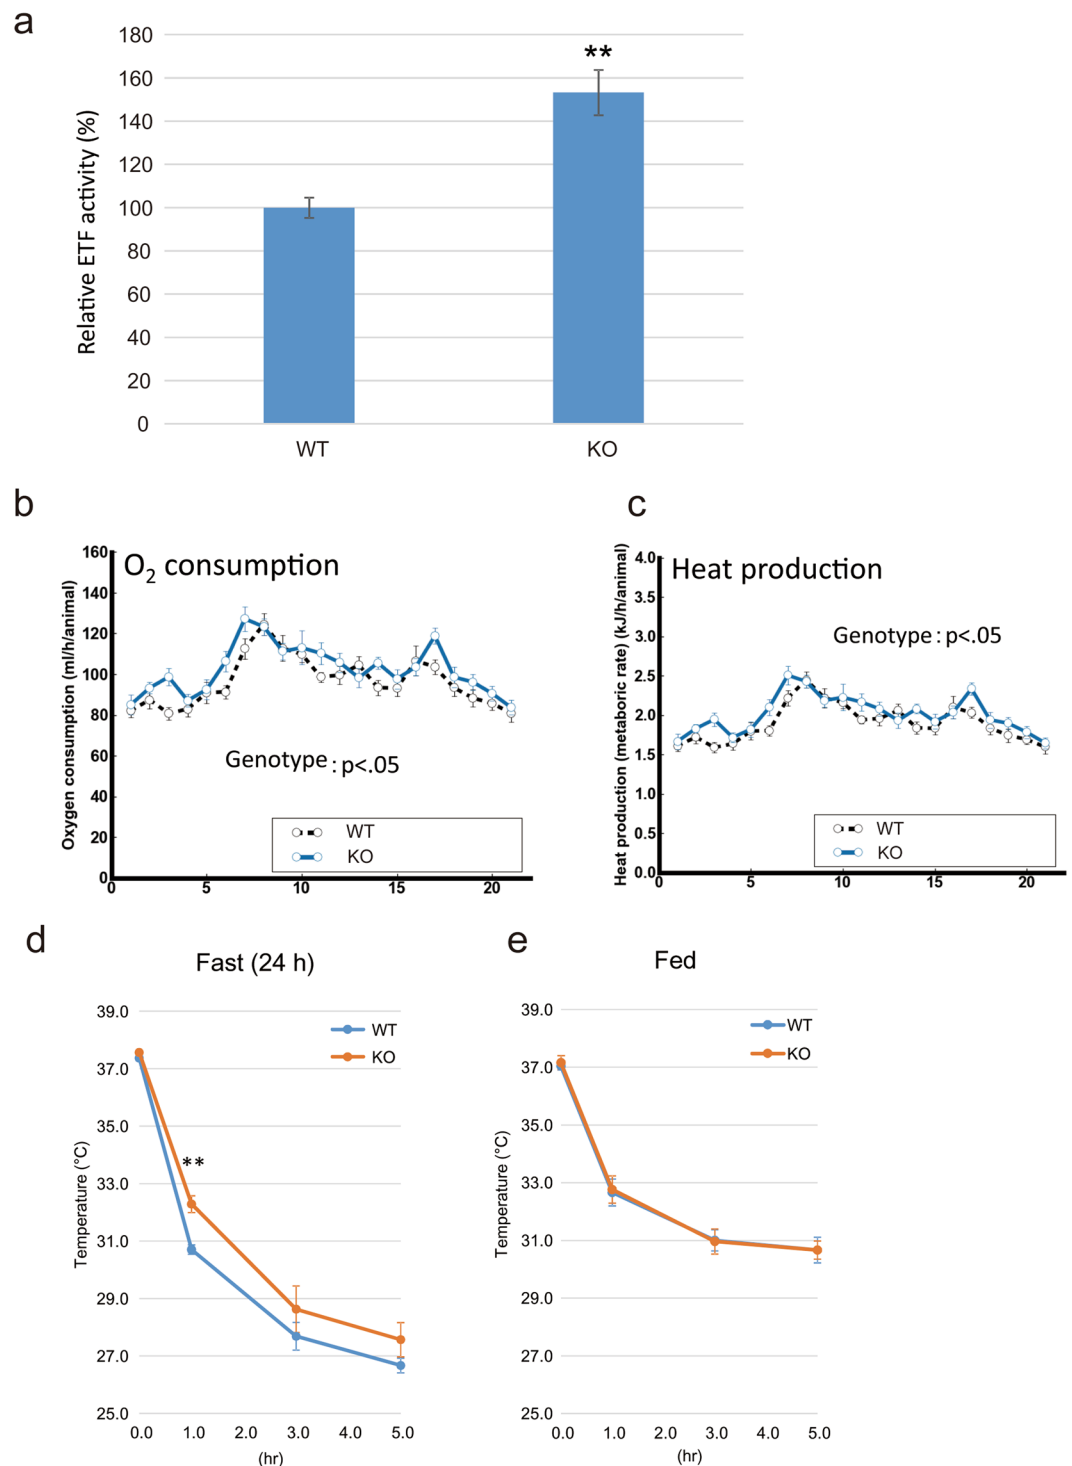 a
180
160
140
120
100
80
60
40
20
0
Relative ETF activity (%)
**
WT
KO
b
O2 consumption
160
140
120
100
80
60
40
20
0
Oxygen consumption (ml/h/animal)
Genotype : p<.05
WT
KO
0
5
10
15
20
c
Heat production
4.0
3.5
3.0
2.5
2.0
1.5
1.0
0.5
0.0
Heat production (metaboric rate) (kJ/h/animal)
Genotype : p<.05
WT
KO
0
5
10
15
20
d
Fast (24 h)
39.0
37.0
35.0
33.0
31.0
29.0
27.0
25.0
Temperature (°C)
WT
KO
**
0.0 1.0 2.0 3.0 4.0 5.0
(hr)
e
Fed
39.0
37.0
35.0
33.0
31.0
29.0
27.0
25.0
Temperature (°C)
WT
KO
0.0 1.0 2.0 3.0 4.0 5.0
(hr)